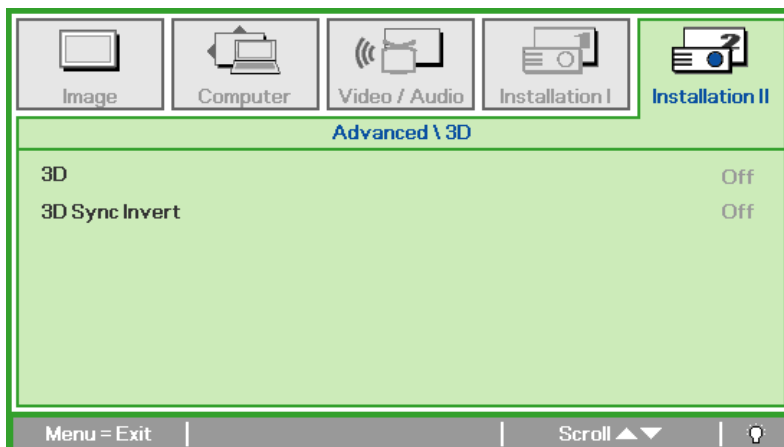 Image
Computer
Video / Audio
Installation I
Installation II
Advanced \ 3D
3D Off
3D Sync Invert Off
Menu = Exit Scroll ▲▼